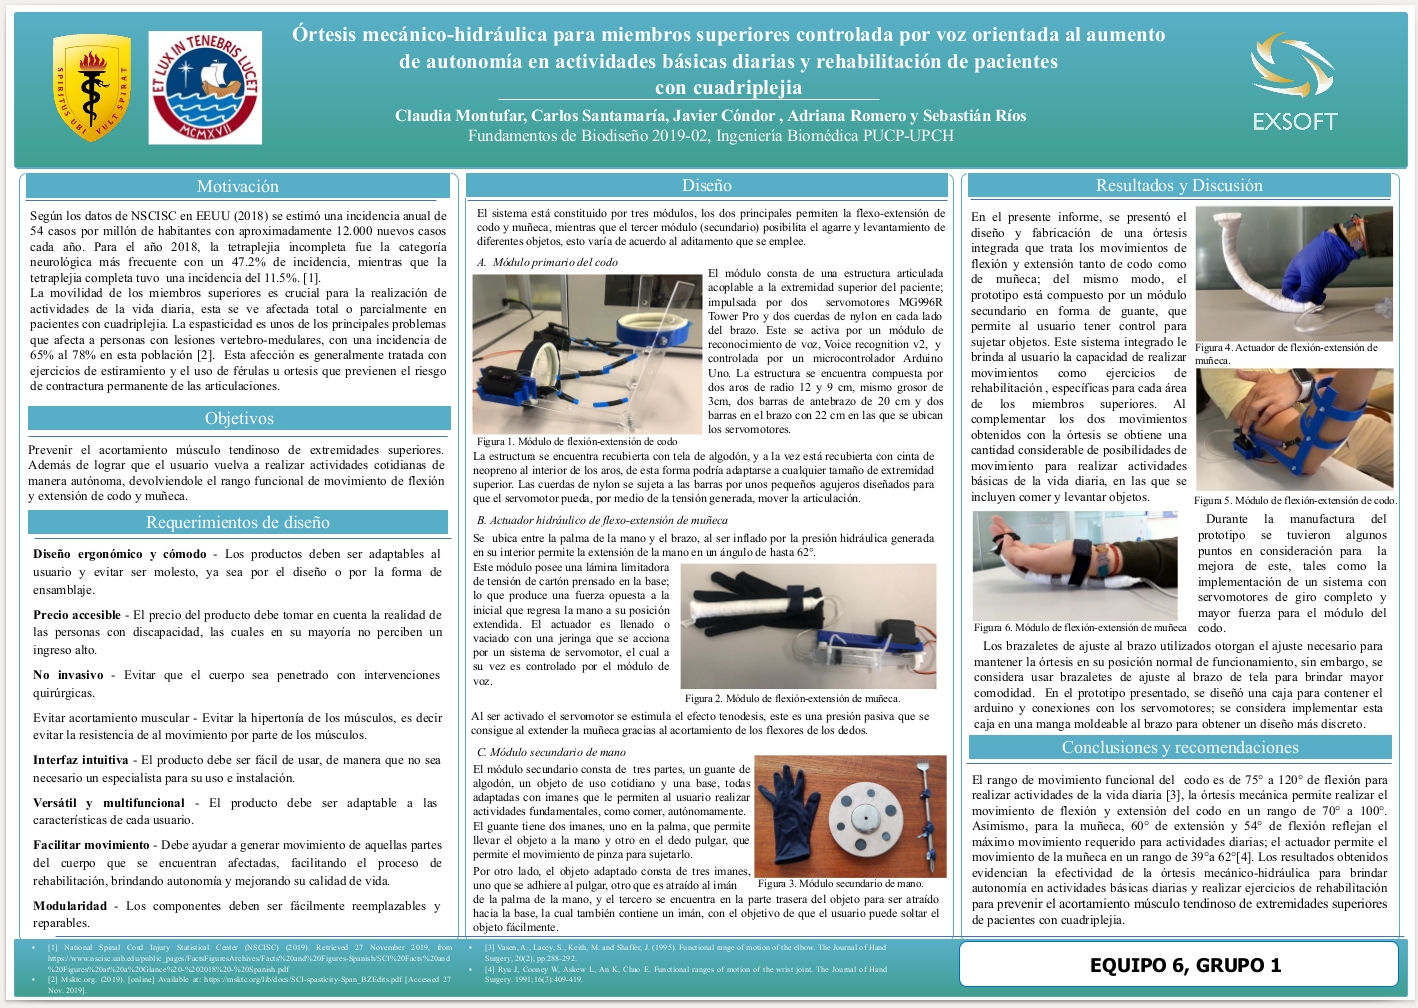 Órtesis mecánico-hidráulica para miembros superiores controlada por voz orientada al aumento
de autonomía en actividades básicas diarias y rehabilitación de pacientes
con cuadriplejia
Claudia Montufar, Carlos Santamaría, Javier Cóndor , Adriana Romero y Sebastián Ríos
Fundamentos de Biodiseño 2019-02, Ingeniería Biomédica PUCP-UPCH
SPIRITUS UBI VULT SPIRAT
ET LUX IN TENEBRIS LUCET
MCMXVII
EXSOFT
Motivación
Según los datos de NSCISC en EEUU (2018) se estimó una incidencia anual de
54 casos por millón de habitantes con aproximadamente 12.000 nuevos casos
cada año. Para el año 2018, la tetraplejia incompleta fue la categoría
neurológica más frecuente con un 47.2% de incidencia, mientras que la
tetraplejia completa tuvo una incidencia del 11.5%. [1].
La movilidad de los miembros superiores es crucial para la realización de
actividades de la vida diaria, esta se ve afectada total o parcialmente en
pacientes con cuadriplejia. La espasticidad es unos de los principales problemas
que afecta a personas con lesiones vertebro-medulares, con una incidencia de
65% al 78% en esta población [2]. Esta afección es generalmente tratada con
ejercicios de estiramiento y el uso de férulas u ortesis que previenen el riesgo
de contractura permanente de las articulaciones.
Objetivos
Prevenir el acortamiento músculo tendinoso de extremidades superiores.
Además de lograr que el usuario vuelva a realizar actividades cotidianas de
manera autónoma, devolviendole el rango funcional de movimiento de flexión
y extensión de codo y muñeca.
Requerimientos de diseño
Diseño ergonómico y cómodo - Los productos deben ser adaptables al
usuario y evitar ser molesto, ya sea por el diseño o por la forma de
ensamblaje.
Precio accesible - El precio del producto debe tomar en cuenta la realidad de
las personas con discapacidad, las cuales en su mayoría no perciben un
ingreso alto.
No invasivo - Evitar que el cuerpo sea penetrado con intervenciones
quirúrgicas.
Evitar acortamiento muscular - Evitar la hipertonía de los músculos, es decir
evitar la resistencia de al movimiento por parte de los músculos.
Interfaz intuitiva - El producto debe ser fácil de usar, de manera que no sea
necesario un especialista para su uso e instalación.
Versátil y multifuncional - El producto debe ser adaptable a las
características de cada usuario.
Facilitar movimiento - Debe ayudar a generar movimiento de aquellas partes
del cuerpo que se encuentran afectadas, facilitando el proceso de
rehabilitación, brindando autonomía y mejorando su calidad de vida.
Modularidad - Los componentes deben ser fácilmente reemplazables y
reparables.
Diseño
El sistema está constituido por tres módulos, los dos principales permiten la flexo-extensión de
codo y muñeca, mientras que el tercer módulo (secundario) posibilita el agarre y levantamiento de
diferentes objetos, esto varía de acuerdo al aditamento que se emplee.
A. Módulo primario del codo
El módulo consta de una estructura articulada
acoplable a la extremidad superior del paciente;
impulsada por dos servomotores MG996R
Tower Pro y dos cuerdas de nylon en cada lado
del brazo. Este se activa por un módulo de
reconocimiento de voz, Voice recognition v2, y
controlada por un microcontrolador Arduino
Uno. La estructura se encuentra compuesta por
dos aros de radio 12 y 9 cm, mismo grosor de
3cm, dos barras de antebrazo de 20 cm y dos
barras en el brazo con 22 cm en las que se ubican
los servomotores.
Figura 1. Módulo de flexión-extensión de codo
La estructura se encuentra recubierta con tela de algodón, y a la vez está recubierta con cinta de
neopreno al interior de los aros, de esta forma podría adaptarse a cualquier tamaño de extremidad
superior. Las cuerdas de nylon se sujeta a las barras por unos pequeños agujeros diseñados para
que el servomotor pueda, por medio de la tensión generada, mover la articulación.
B. Actuador hidráulico de flexo-extensión de muñeca
Se ubica entre la palma de la mano y el brazo, al ser inflado por la presión hidráulica generada
en su interior permite la extensión de la mano en un ángulo de hasta 62°.
Este módulo posee una lámina limitadora
de tensión de cartón prensado en la base;
lo que produce una fuerza opuesta a la
inicial que regresa la mano a su posición
extendida. El actuador es llenado o
vaciado con una jeringa que se acciona
por un sistema de servomotor, el cual a
su vez es controlado por el módulo de
voz.
Figura 2. Módulo de flexión-extensión de muñeca.
Al ser activado el servomotor se estimula el efecto tenodesis, este es una presión pasiva que se
consigue al extender la muñeca gracias al acortamiento de los flexores de los dedos.
C. Módulo secundario de mano
El módulo secundario consta de tres partes, un guante de
algodón, un objeto de uso cotidiano y una base, todas
adaptadas con imanes que le permiten al usuario realizar
actividades fundamentales, como comer, autónomamente.
El guante tiene dos imanes, uno en la palma, que permite
llevar el objeto a la mano y otro en el dedo pulgar, que
permite el movimiento de pinza para sujetarlo.
Por otro lado, el objeto adaptado consta de tres imanes,
uno que se adhiere al pulgar, otro que es atraído al imán
Figura 3. Módulo secundario de mano.
de la palma de la mano, y el tercero se encuentra en la parte trasera del objeto para ser atraído
hacia la base, la cual también contiene un imán, con el objetivo de que el usuario puede soltar el
objeto fácilmente.
Resultados y Discusión
En el presente informe, se presentó el
diseño y fabricación de una órtesis
integrada que trata los movimientos de
flexión y extensión tanto de codo como
de muñeca; del mismo modo, el
prototipo está compuesto por un módulo
secundario en forma de guante, que
permite al usuario tener control para
sujetar objetos. Este sistema integrado le
brinda al usuario la capacidad de realizar
movimientos como ejercicios de
rehabilitación , específicas para cada área
de los miembros superiores. Al
complementar los dos movimientos
obtenidos con la órtesis se obtiene una
cantidad considerable de posibilidades de
movimiento para realizar actividades
básicas de la vida diaria, en las que se
incluyen comer y levantar objetos.
Figura 4. Actuador de flexión-extensión de
muñeca.
Figura 5. Módulo de flexión-extensión de codo.
Figura 6. Módulo de flexión-extensión de muñeca
Durante la manufactura del
prototipo se tuvieron algunos
puntos en consideración para la
mejora de este, tales como la
implementación de un sistema con
servomotores de giro completo y
mayor fuerza para el módulo del
codo.
Los brazaletes de ajuste al brazo utilizados otorgan el ajuste necesario para
mantener la órtesis en su posición normal de funcionamiento, sin embargo, se
considera usar brazaletes de ajuste al brazo de tela para brindar mayor
comodidad. En el prototipo presentado, se diseñó una caja para contener el
arduino y conexiones con los servomotores; se considera implementar esta
caja en una manga moldeable al brazo para obtener un diseño más discreto.
Conclusiones y recomendaciones
El rango de movimiento funcional del codo es de 75° a 120° de flexión para
realizar actividades de la vida diaria [3], la órtesis mecánica permite realizar el
movimiento de flexión y extensión del codo en un rango de 70° a 100°.
Asimismo, para la muñeca, 60° de extensión y 54° de flexión reflejan el
máximo movimiento requerido para actividades diarias; el actuador permite el
movimiento de la muñeca en un rango de 39°a 62°[4]. Los resultados obtenidos
evidencian la efectividad de la órtesis mecánico-hidráulica para brindar
autonomía en actividades básicas diarias y realizar ejercicios de rehabilitación
para prevenir el acortamiento músculo tendinoso de extremidades superiores
de pacientes con cuadriplejia.
• [1] National Spinal Cord Injury Statistical Center (NSCISC) (2019). Retrieved 27 November 2019, from
https://www.nscisc.uab.edu/public_pages/FactsFiguresArchives/Facts%20and%20Figures-Spanish/SCI%20Facts%20and
%20Figures%20at%20a%20Glance%20-%202018%20-%20Spanish.pdf
• [2] Msktc.org. (2019). [online] Available at: https://msktc.org/lib/docs/SCI-spasticity-Span_BZEdits.pdf [Accessed 27
Nov. 2019].
• [3] Vasen, A., Lacey, S., Keith, M. and Shaffer, J. (1995). Functional range of motion of the elbow. The Journal of Hand
Surgery, 20(2), pp.288-292.
• [4] Ryu J, Cooney W, Askew L, An K, Chao E. Functional ranges of motion of the wrist joint. The Journal of Hand
Surgery. 1991;16(3):409-419.
EQUIPO 6, GRUPO 1